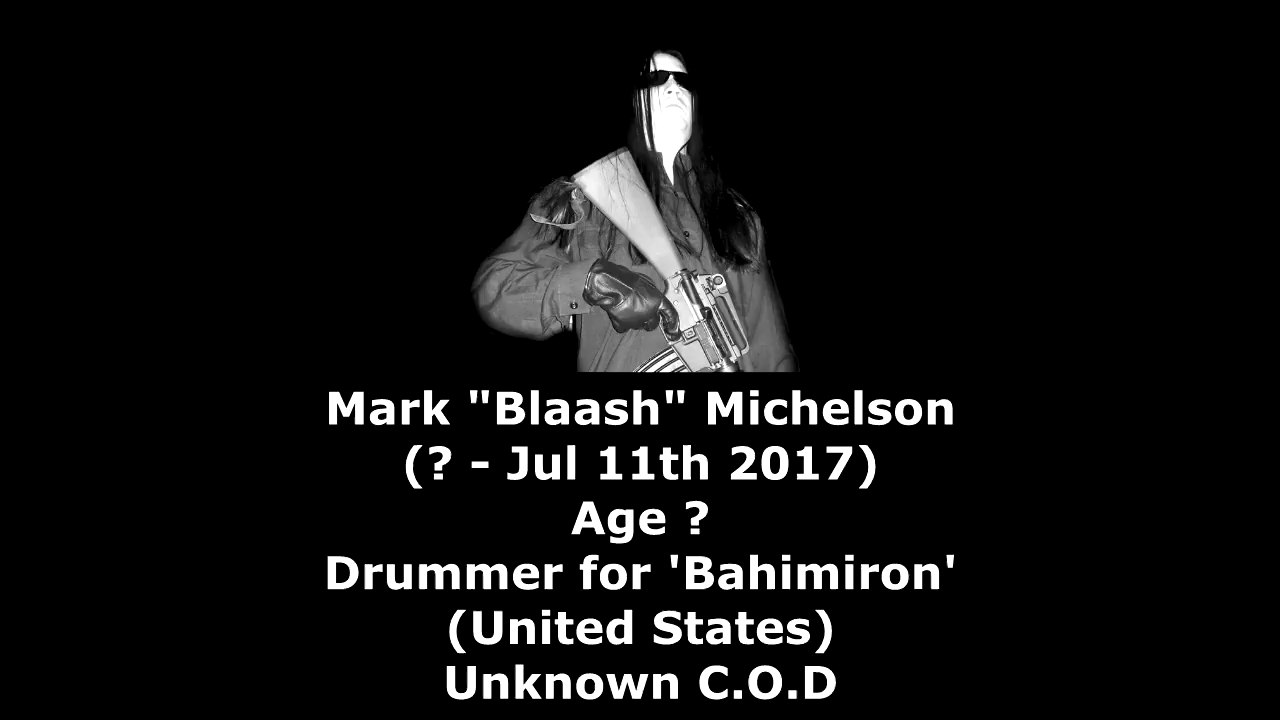 Mark "Blaash" Michelson
(? - Jul 11th 2017)
Age ?
Drummer for 'Bahimiron'
(United States)
Unknown C.O.D